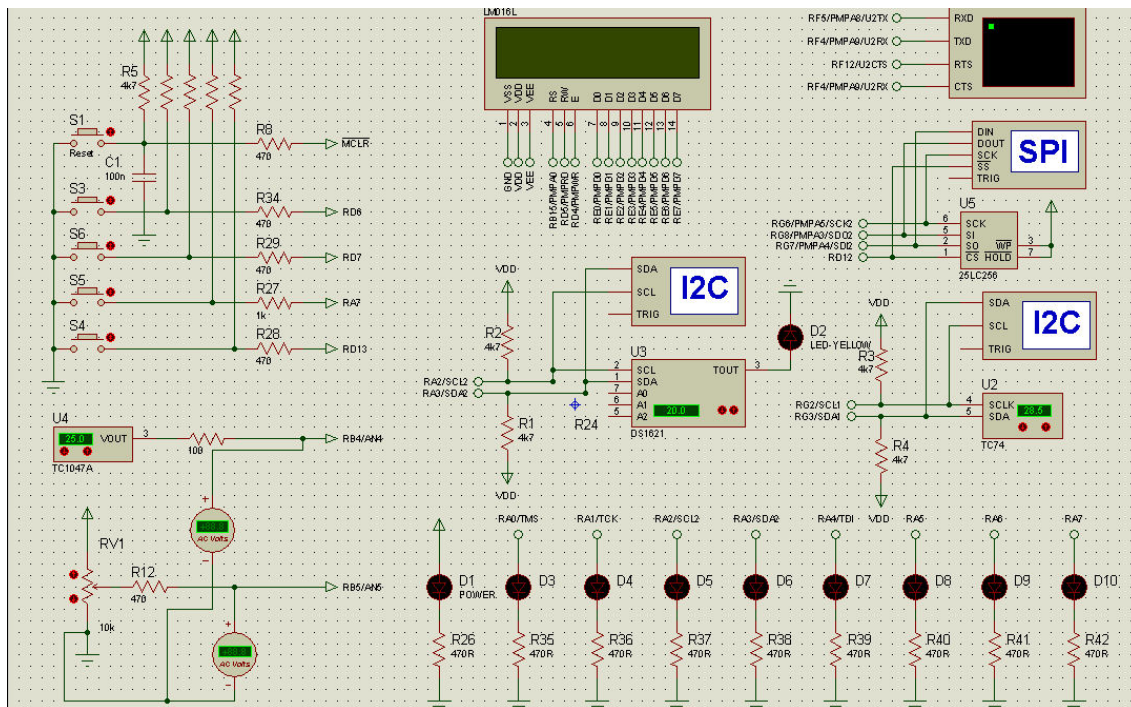 LM016L
RF5/PMPA8/U2TX
RXD
RF4/PMPA9/U2RX
TXD
RF12/U2CTS
RTS
RF4/PMPA9/U2RX
CTS
R5
4k7
VSS
VDD
VEE
RS
RW
E
D0
D1
D2
D3
D4
D5
D6
D7
1
2
3
4
5
6
7
8
9
10
11
12
13
14
GND
VDD
VEE
RB15/PMPA0
RD5/PMPRD
RD4/PMPWR
RE0/PMPD0
RE1/PMPD1
RE2/PMPD2
RE3/PMPD3
RE4/PMPD4
RE5/PMPD5
RE6/PMPD6
RE7/PMPD7
S1
Reset
R8
470
MCLR
C1
100n
DIN
DOUT
SCK
SS
TRIG
SPI
S3
R34
470
RD6
S6
R29
470
RD7
S5
R27
1k
RA7
S4
R28
470
RD13
U5
RG6/PMPA5/SCK2
6
SCK
RG8/PMPA3/SDO2
5
SI
RG7/PMPA4/SDI2
2
SO
WP
3
RD12
1
CS
HOLD
7
25LC256
VDD
SDA
SCL
TRIG
I2C
R2
4k7
D2
LED-YELLOW
VDD
SDA
SCL
TRIG
I2C
R3
4k7
U3
RA2/SCL2
RA3/SDA2
2
SCL
1
SDA
7
A0
6
A1
5
A2
TOUT
3
20.0
DS1621
R24
R1
4k7
VDD
U2
RG2/SCL1
4
SCLK
RG3/SDA1
5
SDA
28.5
TC74
R4
4k7
VDD
U4
25.0
VOUT
3
TC1047A
100
RB4/AN4
AC Volts
RV1
10k
R12
470
RB5/AN5
AC Volts
RA0/TMS
RA1/TCK
RA2/SCL2
RA3/SDA2
RA4/TDI
RA5
RA6
RA7
D1
POWER
D3
D4
D5
D6
D7
D8
D9
D10
R26
470R
R35
470R
R36
470R
R37
470R
R38
470R
R39
470R
R40
470R
R41
470R
R42
470R